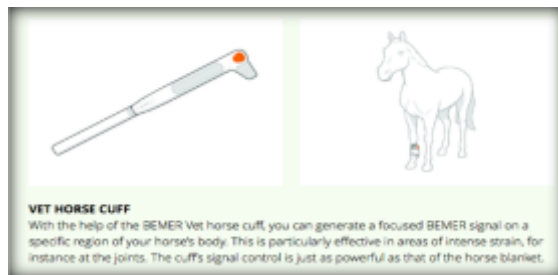 VET HORSE CUFF
With the help of the BEMER Vet horse cuff, you can generate a focused BEMER signal on a
specific region of your horse's body. This is particularly effective in areas of intense strain, for
instance at the joints. The cuff's signal control is just as powerful as that of the horse blanket.